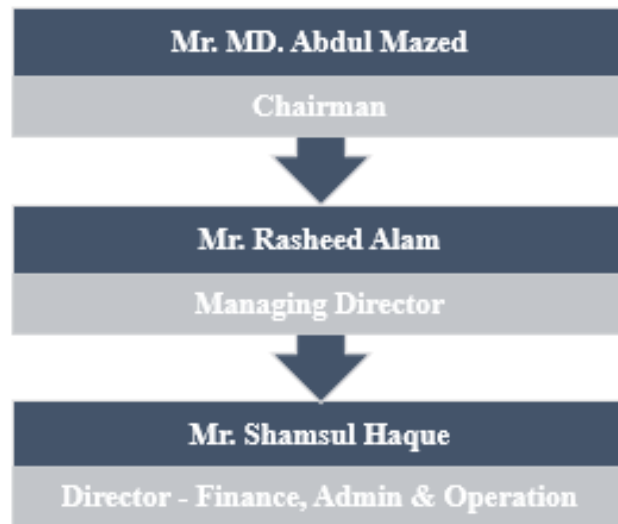 Mr. MD. Abdul Mazed
Chairman
Mr. Rasheed Alam
Managing Director
Mr. Shamsul Haque
Director - Finance, Admin & Operation